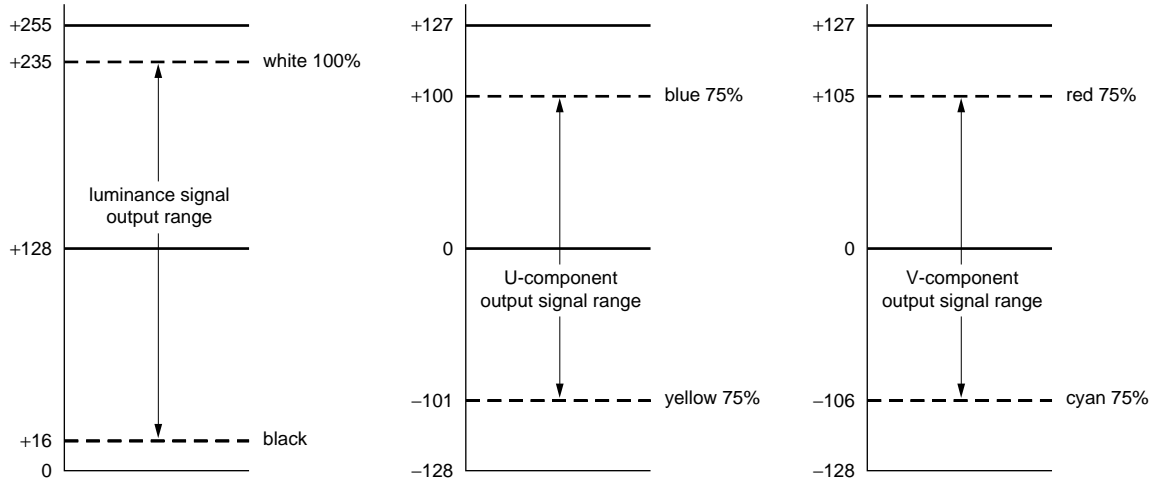 +255
+235
white 100%
luminance signal
output range
+128
+16
black
0
+127
+100
blue 75%
0
U-component
output signal range
−101
yellow 75%
−128
+127
+105
red 75%
0
V-component
output signal range
−106
cyan 75%
−128